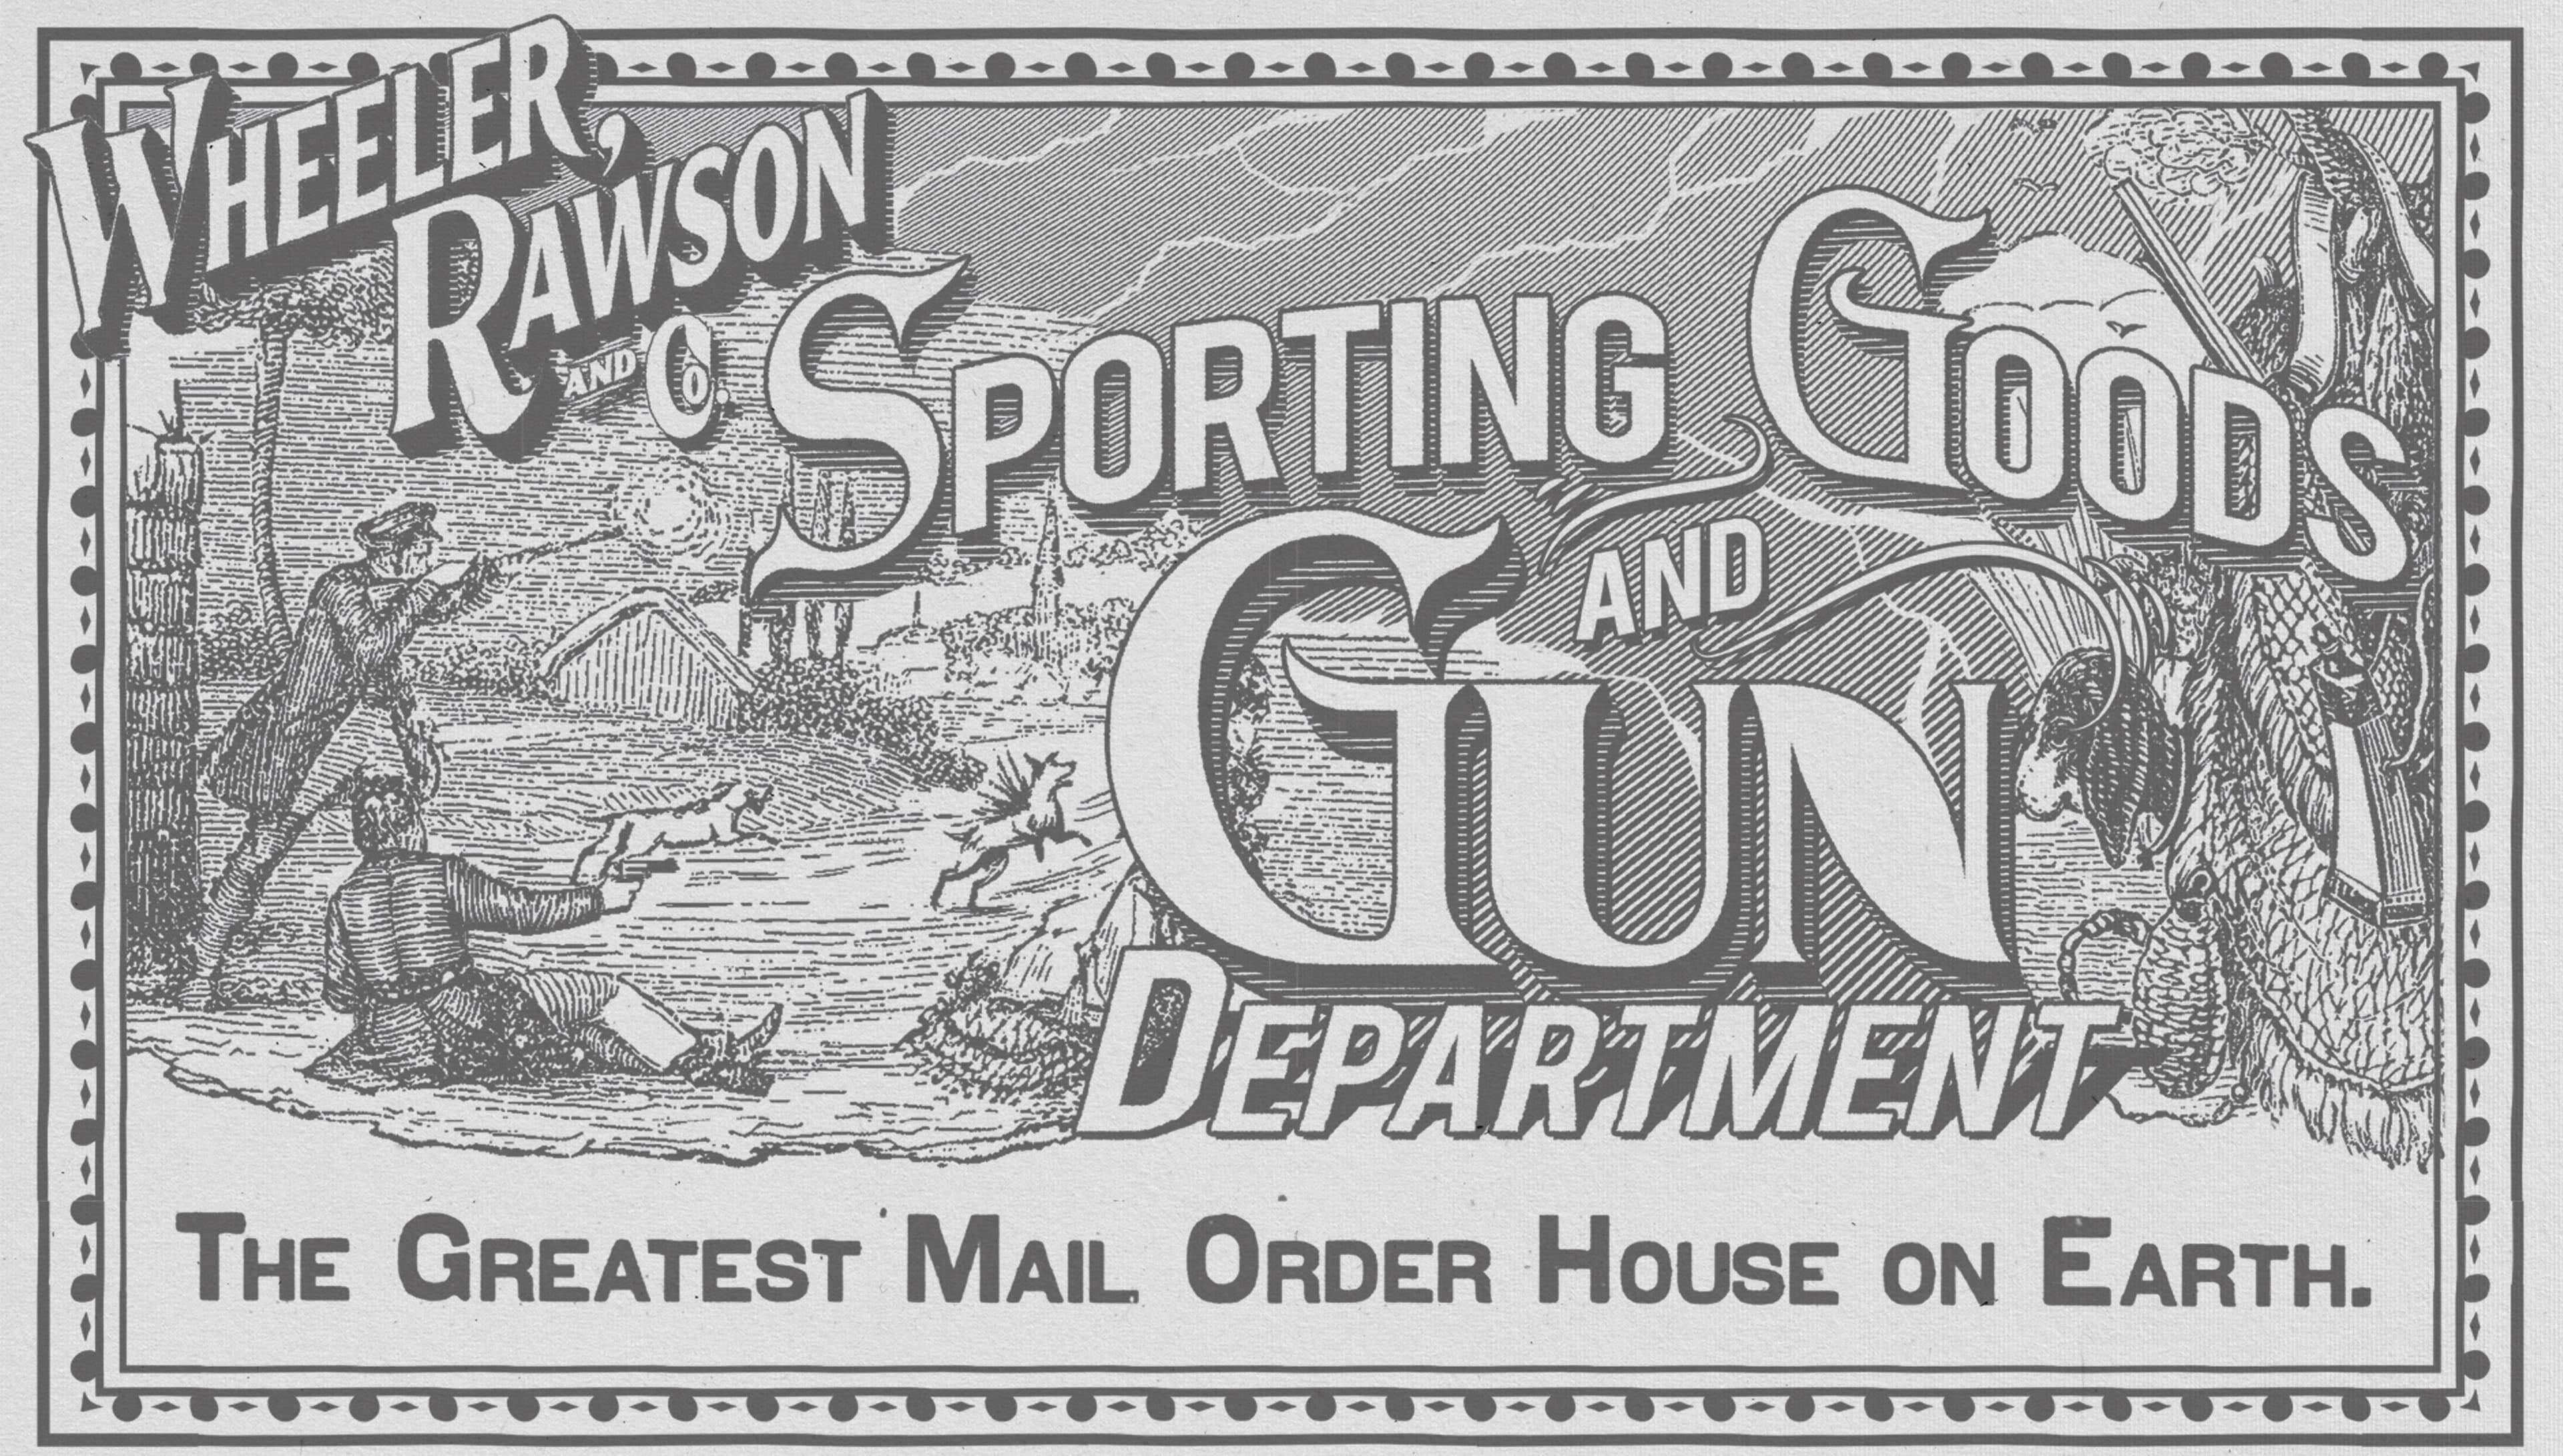 WHEELER,
RAWSON
AND CO.
SPORTING GOODS
AND
GUN
DEPARTMENT
THE GREATEST MAIL ORDER HOUSE ON EARTH.